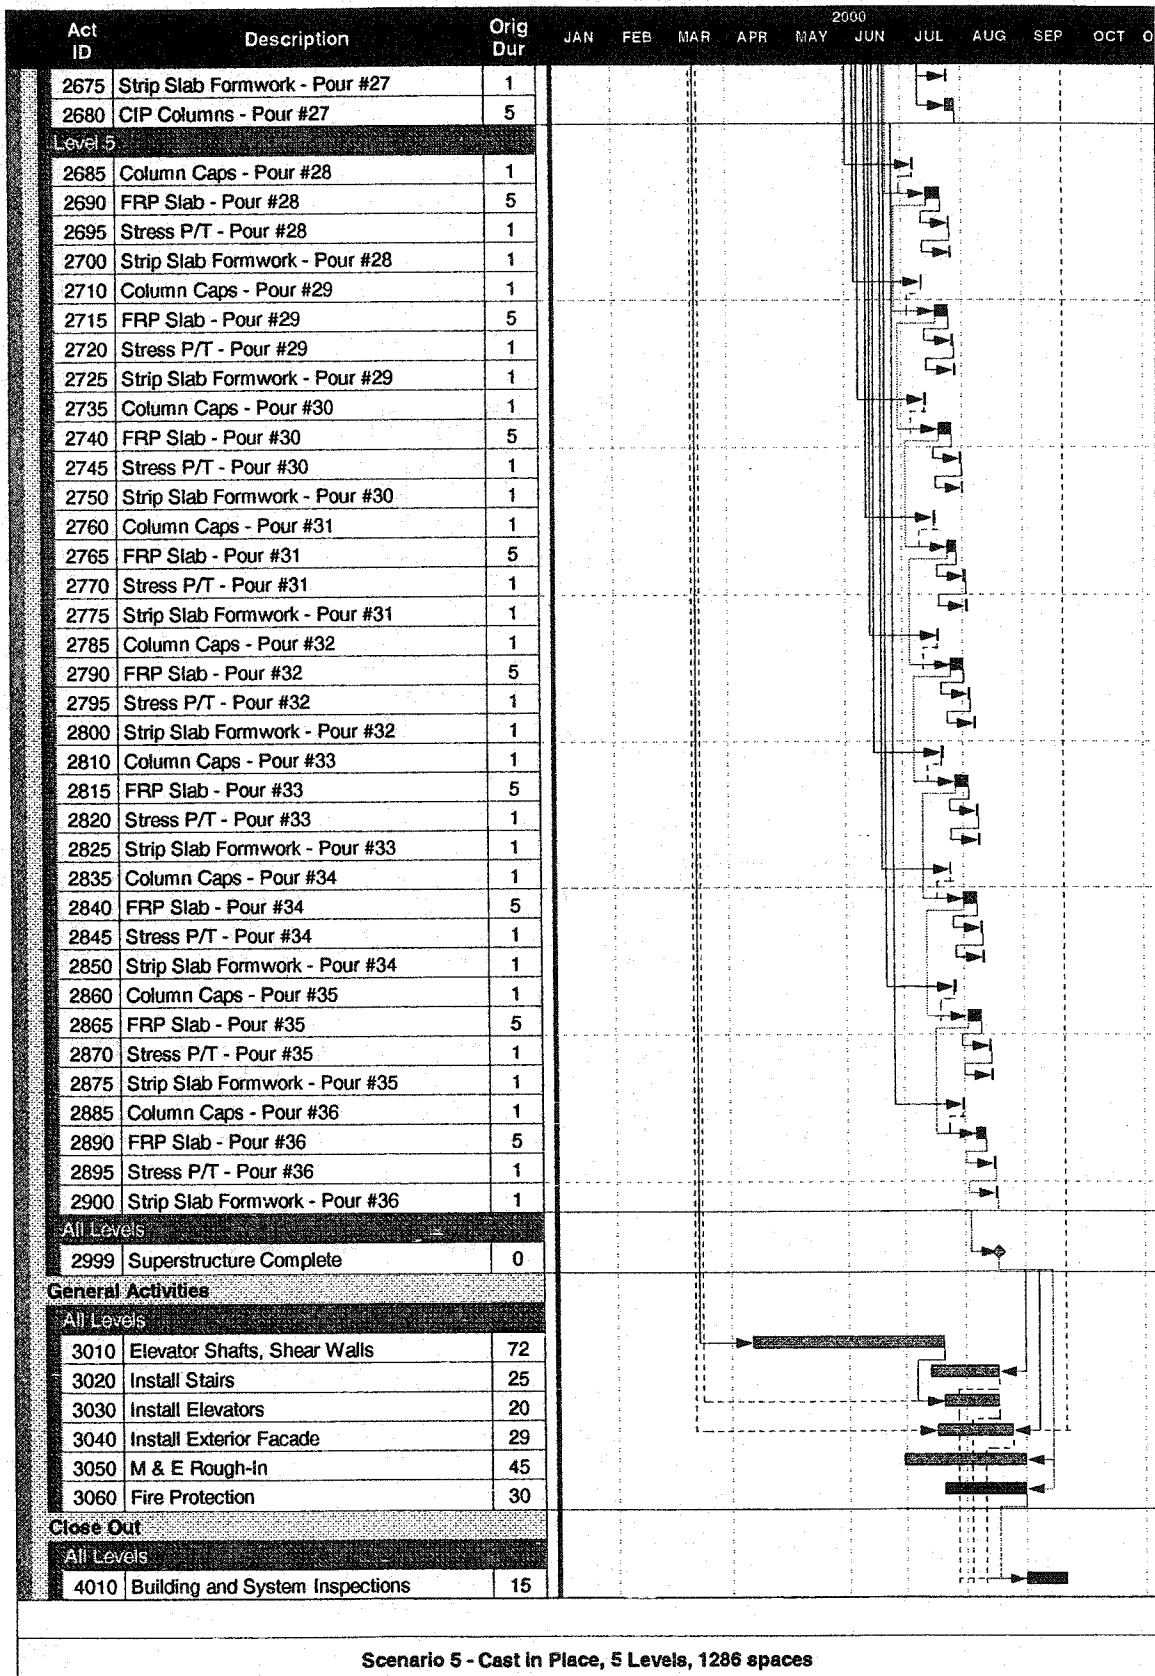 2000
Act ID Description Orig Dur JAN FEB MAR APR MAY JUN JUL AUG SEP OCT
2675 Strip Slab Formwork - Pour #27 1
2680 CIP Columns - Pour #27 5
Level 5
2685 Column Caps - Pour #28 1
2690 FRP Slab - Pour #28 5
2695 Stress P/T - Pour #28 1
2700 Strip Slab Formwork - Pour #28 1
2710 Column Caps - Pour #29 1
2715 FRP Slab - Pour #29 5
2720 Stress P/T - Pour #29 1
2725 Strip Slab Formwork - Pour #29 1
2735 Column Caps - Pour #30 1
2740 FRP Slab - Pour #30 5
2745 Stress P/T - Pour #30 1
2750 Strip Slab Formwork - Pour #30 1
2760 Column Caps - Pour #31 1
2765 FRP Slab - Pour #31 5
2770 Stress P/T - Pour #31 1
2775 Strip Slab Formwork - Pour #31 1
2785 Column Caps - Pour #32 1
2790 FRP Slab - Pour #32 5
2795 Stress P/T - Pour #32 1
2800 Strip Slab Formwork - Pour #32 1
2810 Column Caps - Pour #33 1
2815 FRP Slab - Pour #33 5
2820 Stress P/T - Pour #33 1
2825 Strip Slab Formwork - Pour #33 1
2835 Column Caps - Pour #34 1
2840 FRP Slab - Pour #34 5
2845 Stress P/T - Pour #34 1
2850 Strip Slab Formwork - Pour #34 1
2860 Column Caps - Pour #35 1
2865 FRP Slab - Pour #35 5
2870 Stress P/T - Pour #35 1
2875 Strip Slab Formwork - Pour #35 1
2885 Column Caps - Pour #36 1
2890 FRP Slab - Pour #36 5
2895 Stress P/T - Pour #36 1
2900 Strip Slab Formwork - Pour #36 1
All Levels
2999 Superstructure Complete 0
General Activities
All Levels
3010 Elevator Shafts, Shear Walls 72
3020 Install Stairs 25
3030 Install Elevators 20
3040 Install Exterior Facade 29
3050 M & E Rough-In 45
3060 Fire Protection 30
Close Out
All Levels
4010 Building and System Inspections 15
Scenario 5 - Cast in Place, 5 Levels, 1286 spaces